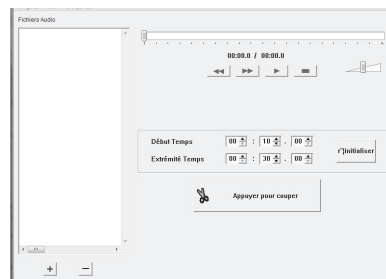 Fichiers Audio
00:00.0 / 00:00.0
Début Temps 00 : 10 . 00
Extrêmité Temps 00 : 30 . 00
r˜]initialiser
Appuyer pour couper